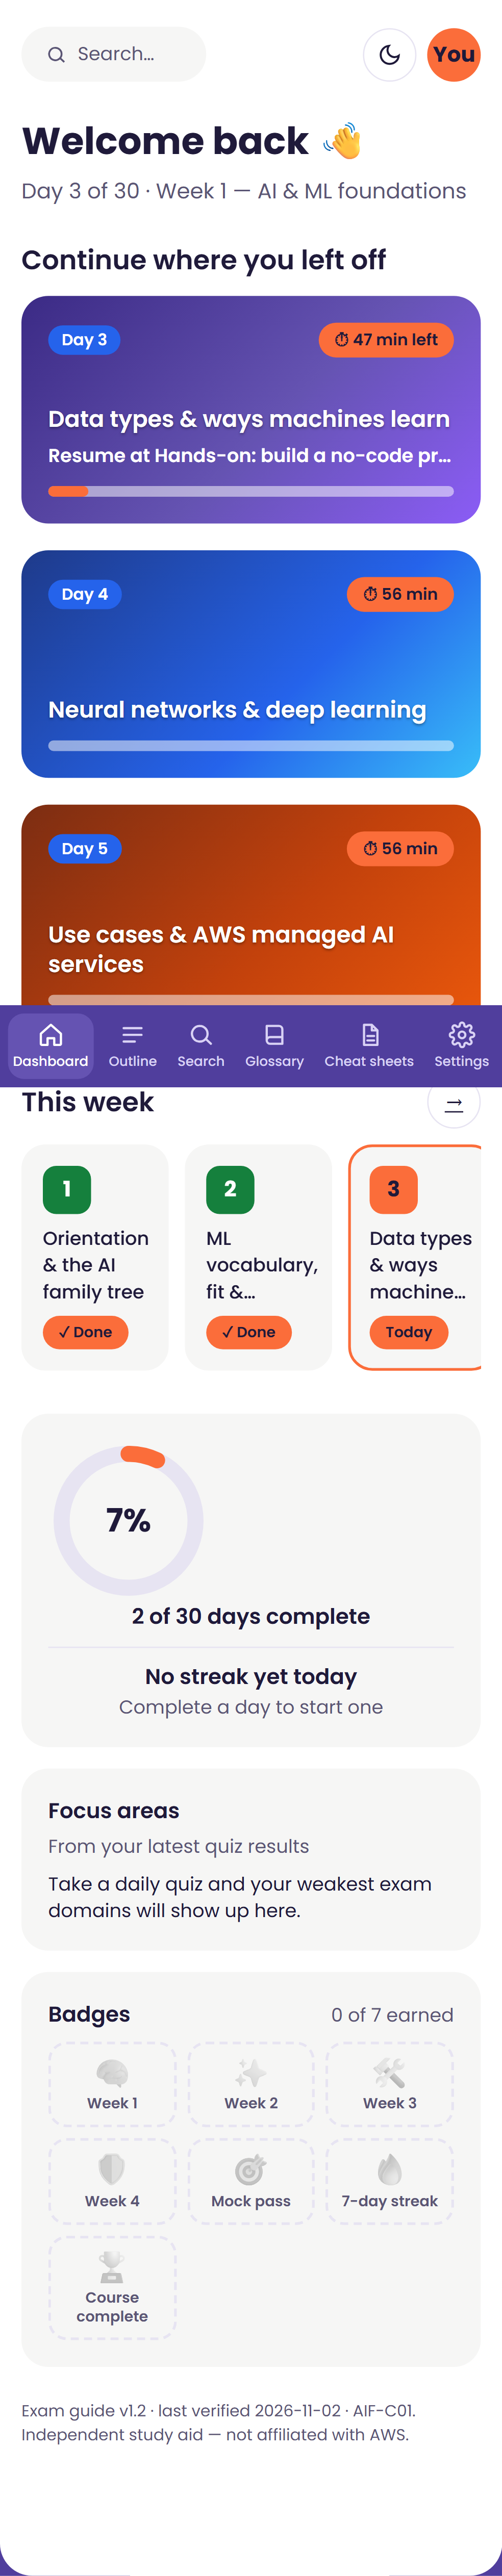 Search...
You
Welcome back 👋
Day 3 of 30 · Week 1 — AI & ML foundations
Continue where you left off
Day 3
⏱ 47 min left
Data types & ways machines learn
Resume at Hands-on: build a no-code pr...
Day 4
⏱ 56 min
Neural networks & deep learning
Day 5
⏱ 56 min
Use cases & AWS managed AI
services
Dashboard
Outline
Search
Glossary
Cheat sheets
Settings
This week
→
1
Orientation
& the AI
family tree
✓ Done
2
ML
vocabulary,
fit &...
✓ Done
3
Data types
& ways
machine...
Today
7%
2 of 30 days complete
No streak yet today
Complete a day to start one
Focus areas
From your latest quiz results
Take a daily quiz and your weakest exam
domains will show up here.
Badges
0 of 7 earned
Week 1
Week 2
Week 3
Week 4
Mock pass
7-day streak
Course
complete
Exam guide v1.2 · last verified 2026-11-02 · AIF-C01.
Independent study aid — not affiliated with AWS.